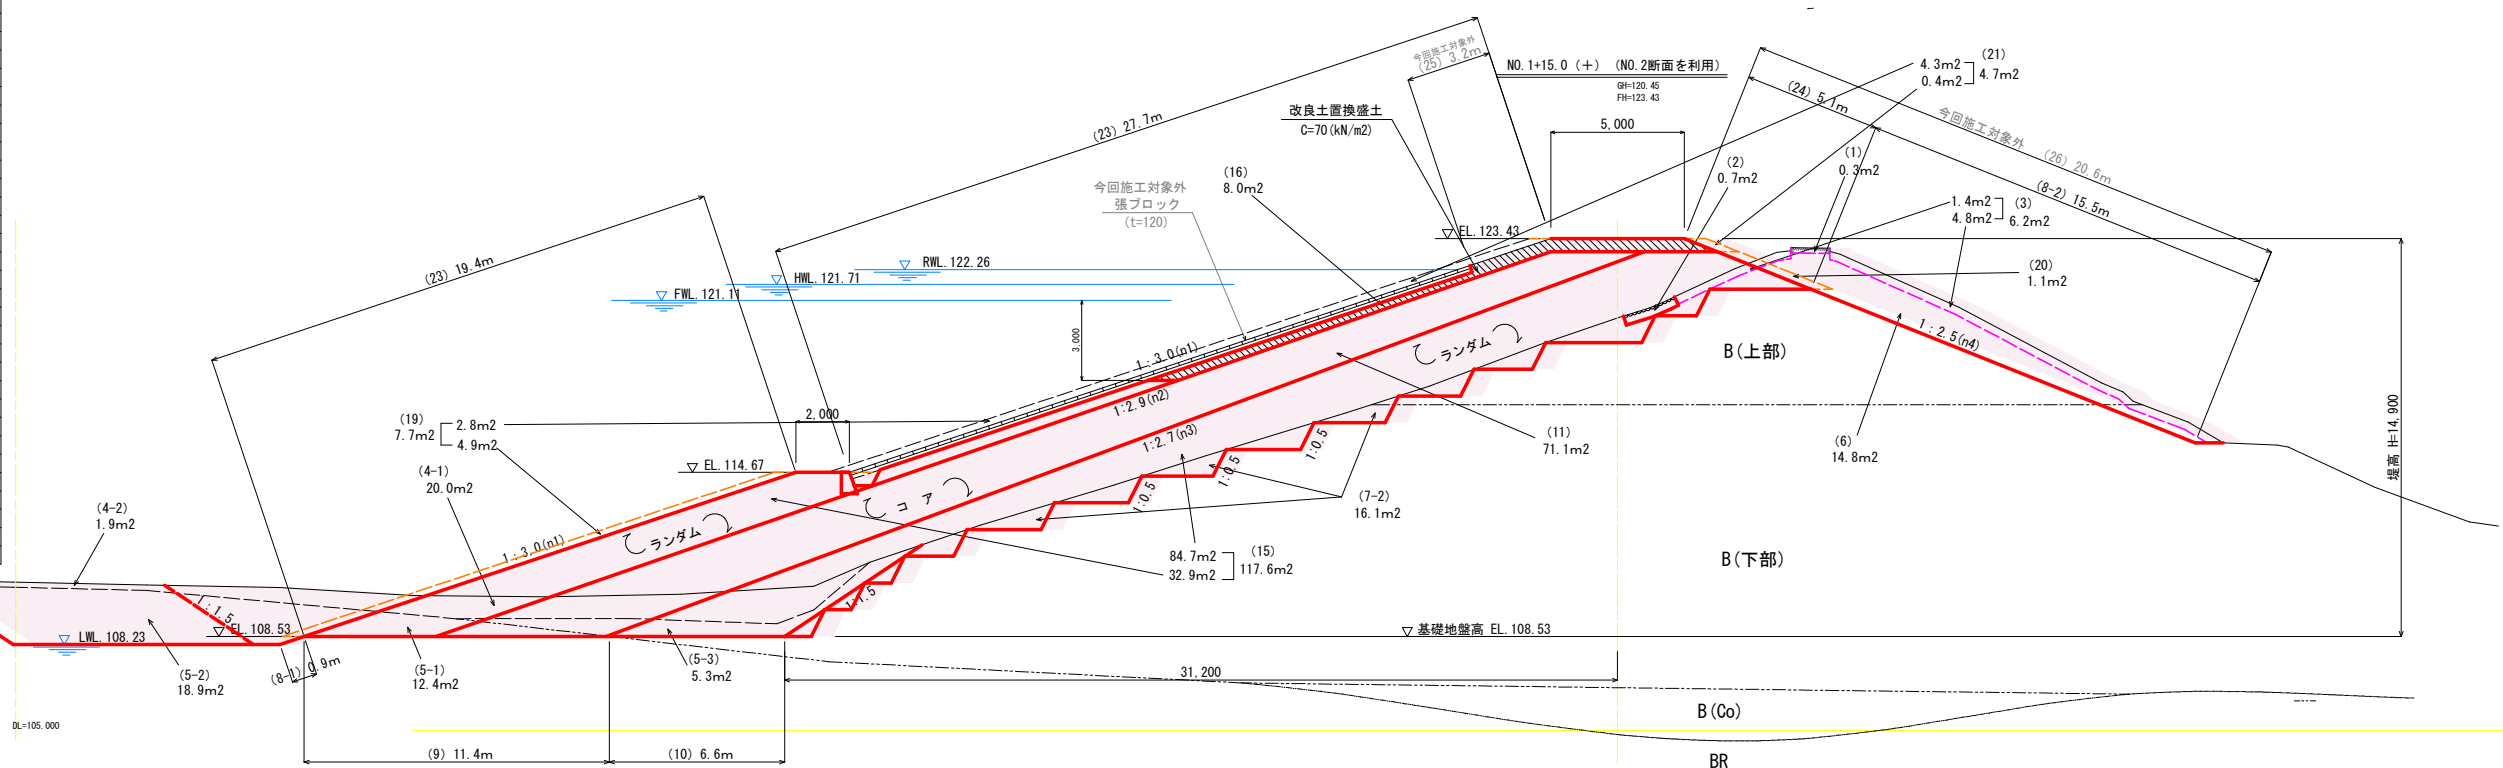 今回施工対象外
(25) 3.2m
NO.1+15.0 (+) (NO.2断面を利用)
GH=120.45
FH=123.43
4.3m2
0.4m2
(21)
4.7m2
(24) 5.1m
今回施工対象外
(26) 20.6m
(8-2) 15.5m
(23) 27.7m
改良土置換盛土
C=70(kN/m2)
5,000
(1)
0.3m2
(2)
0.7m2
(16)
8.0m2
今回施工対象外
張ブロック
(t=120)
1.4m2
4.8m2
(3)
6.2m2
EL.123.43
RWL.122.26
HWL.121.71
FWL.121.11
(23) 19.4m
(20)
1.1m2
3,000
1:3.0(n1)
ランダム
1:2.5(n4)
B(上部)
1:2.9(n2)
2,000
(19)
7.7m2
2.8m2
4.9m2
1:2.7(n3)
1:0.5
1:0.5
1:0.5
(11)
71.1m2
(6)
14.8m2
堤高 H=14,900
EL.114.67
(4-1)
20.0m2
コア
(7-2)
16.1m2
(4-2)
1.9m2
1:3.0(n1)
ランダム
84.7m2
32.9m2
(15)
117.6m2
B(下部)
1:1.5
1:1.5
LWL.108.23
EL.108.53
基礎地盤高 EL.108.53
(5-2)
18.9m2
(8-1) 0.9m
(5-1)
12.4m2
(5-3)
5.3m2
31,200
B(Co)
DL=105.000
(9) 11.4m
(10) 6.6m
BR